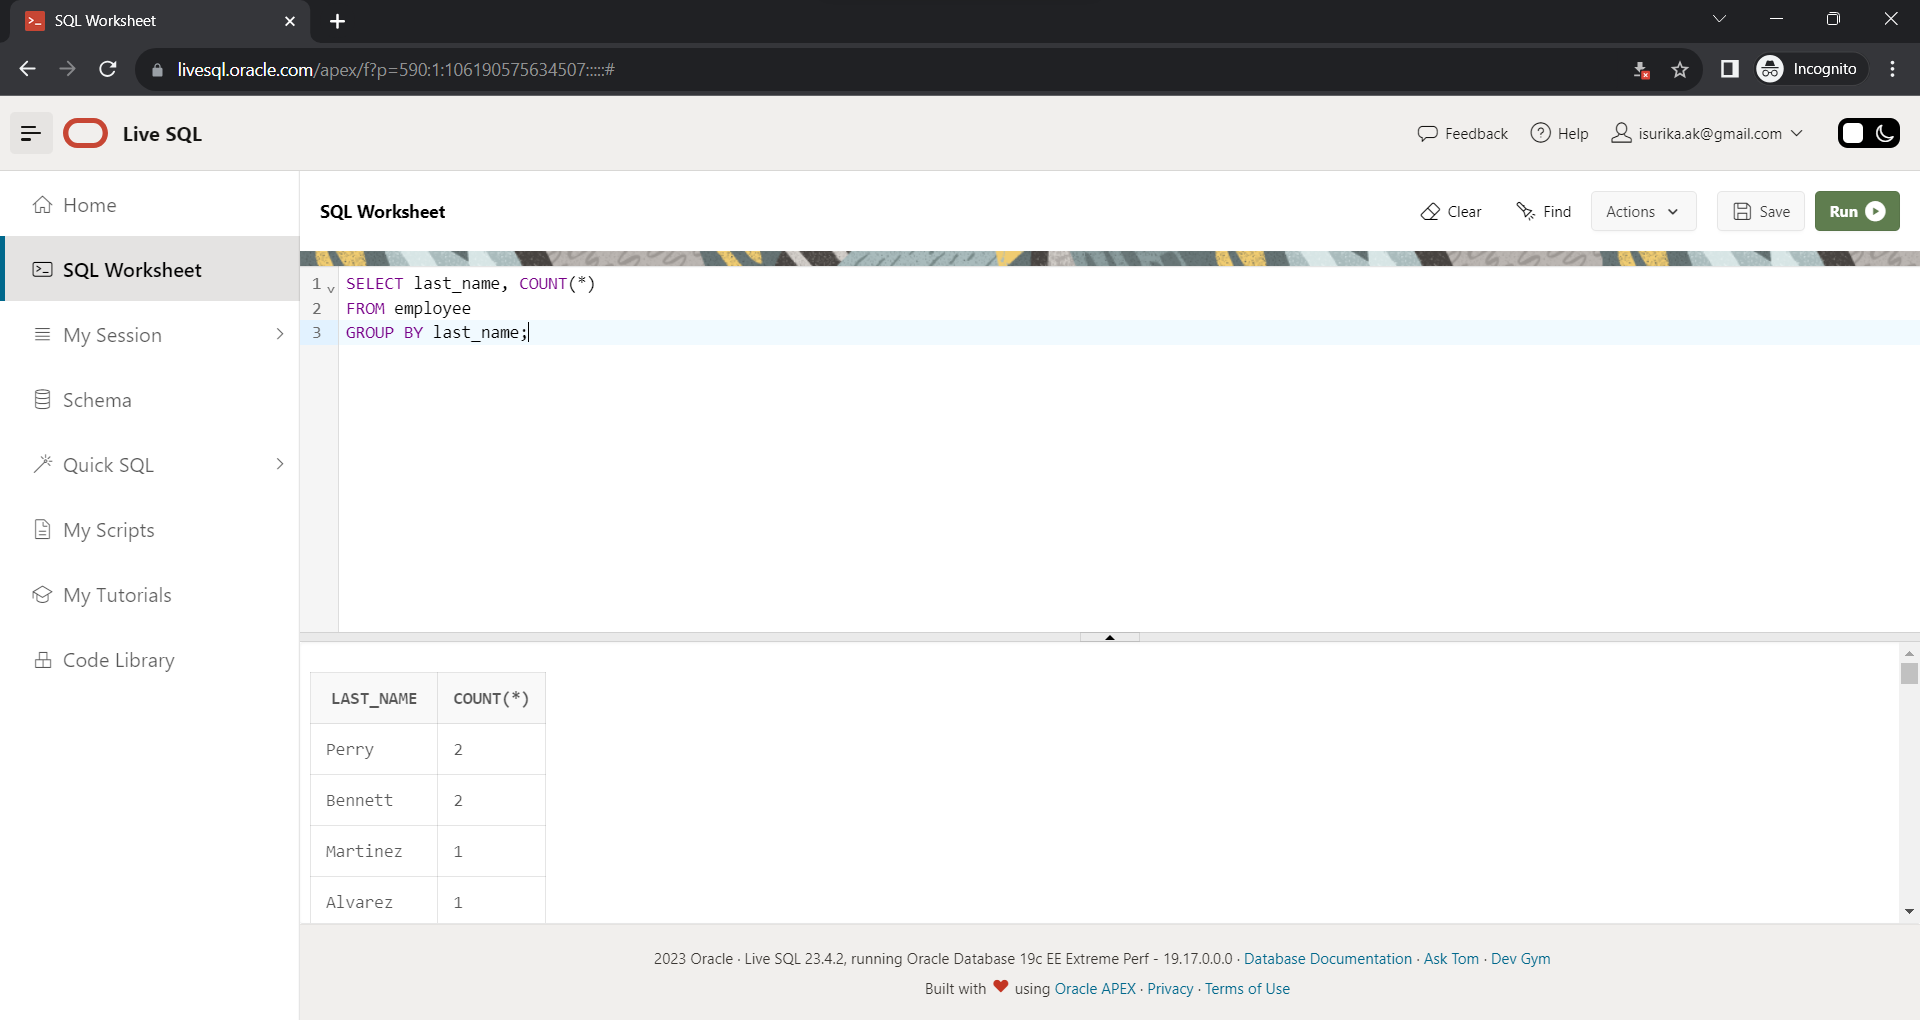 SQL Worksheet
livesql.oracle.com/apex/f?p=590:1:106190575634507:::::#
Incognito
Live SQL
Feedback
Help
isurika.ak@gmail.com
Home
SQL Worksheet
My Session
Schema
Quick SQL
My Scripts
My Tutorials
Code Library
SQL Worksheet
Clear
Find
Actions
Save
Run
1 SELECT last_name, COUNT(*)
2 FROM employee
3 GROUP BY last_name;
LAST_NAME COUNT(*)
Perry 2
Bennett 2
Martinez 1
Alvarez 1
2023 Oracle · Live SQL 23.4.2, running Oracle Database 19c EE Extreme Perf - 19.17.0.0.0 · Database Documentation · Ask Tom · Dev Gym
Built with ❤ using Oracle APEX · Privacy · Terms of Use